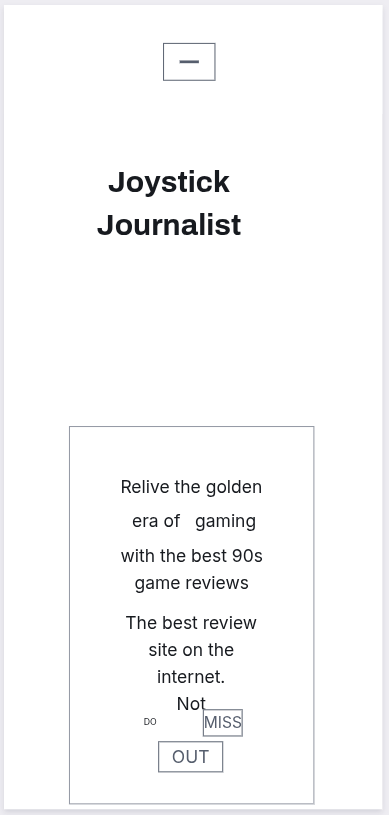 —
Joystick
Journalist
Relive the golden
era of gaming
with the best 90s
game reviews
The best review
site on the
internet.
Not
DO MISS
OUT